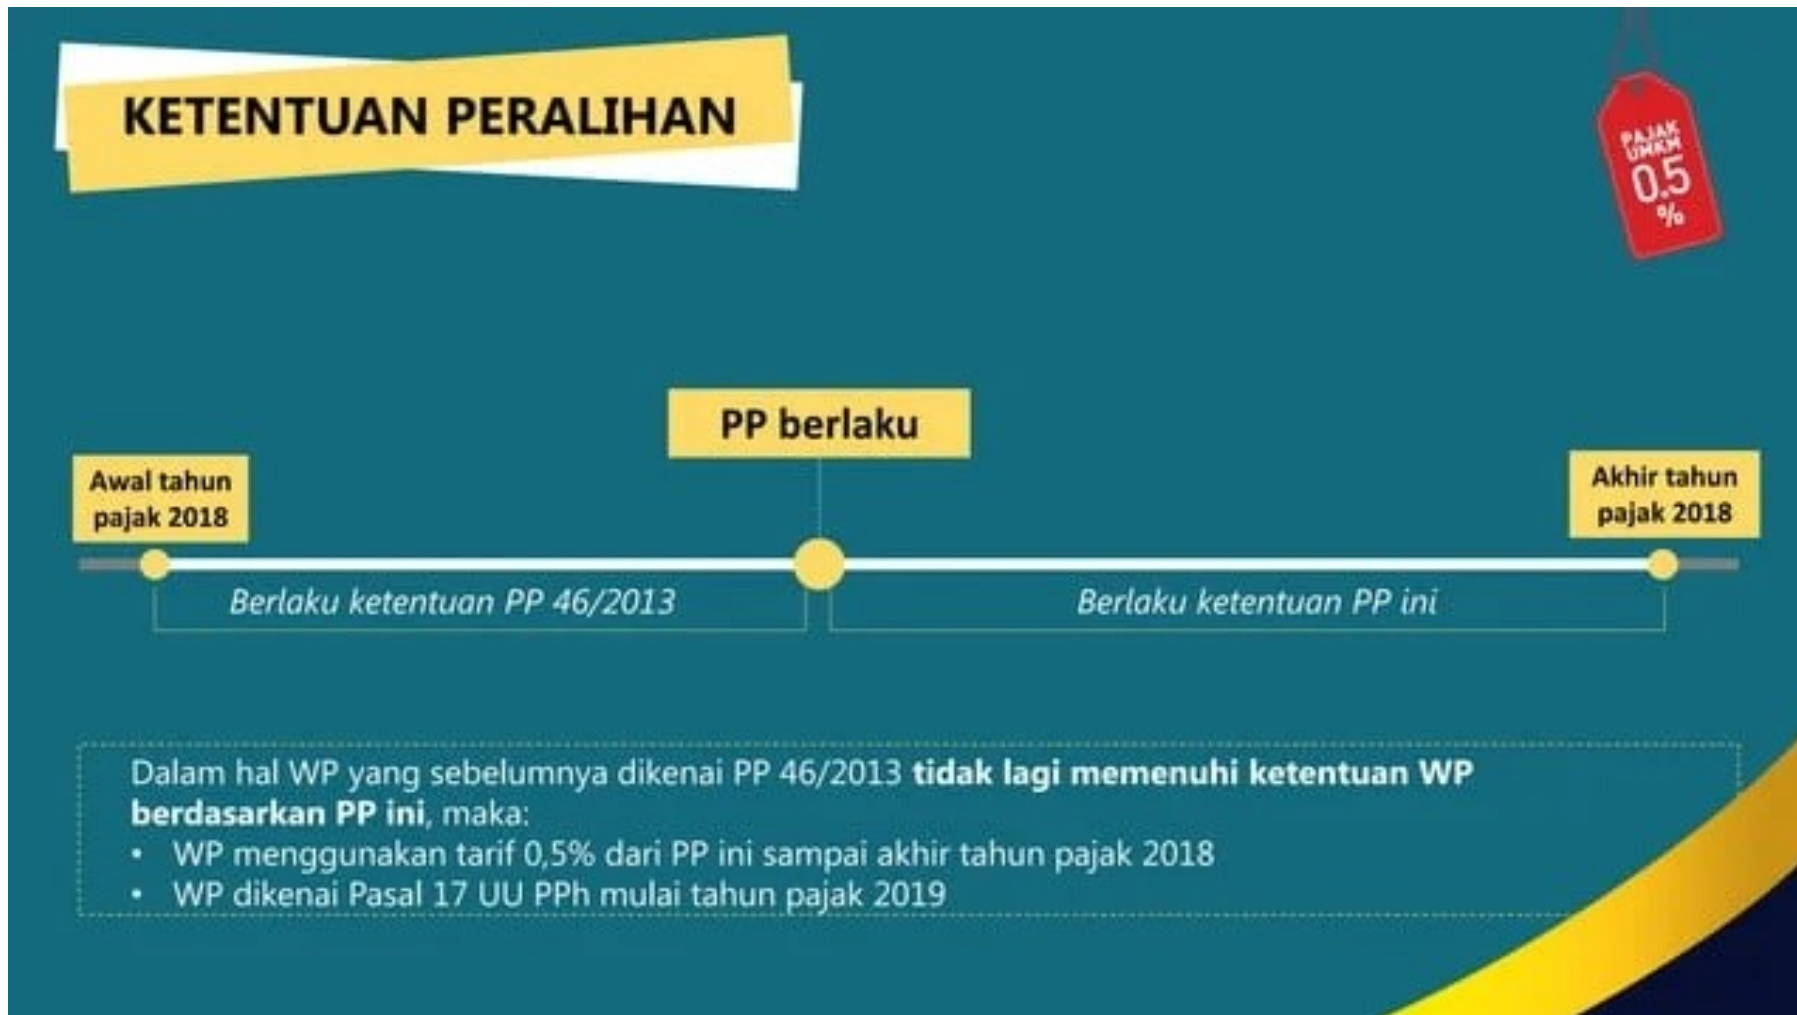 KETENTUAN PERALIHAN
PAJAK
UMKM
0.5
%
PP berlaku
Awal tahun
pajak 2018
Akhir tahun
pajak 2018
Berlaku ketentuan PP 46/2013
Berlaku ketentuan PP ini
Dalam hal WP yang sebelumnya dikenai PP 46/2013 tidak lagi memenuhi ketentuan WP
berdasarkan PP ini, maka:
• WP menggunakan tarif 0,5% dari PP ini sampai akhir tahun pajak 2018
• WP dikenai Pasal 17 UU PPh mulai tahun pajak 2019